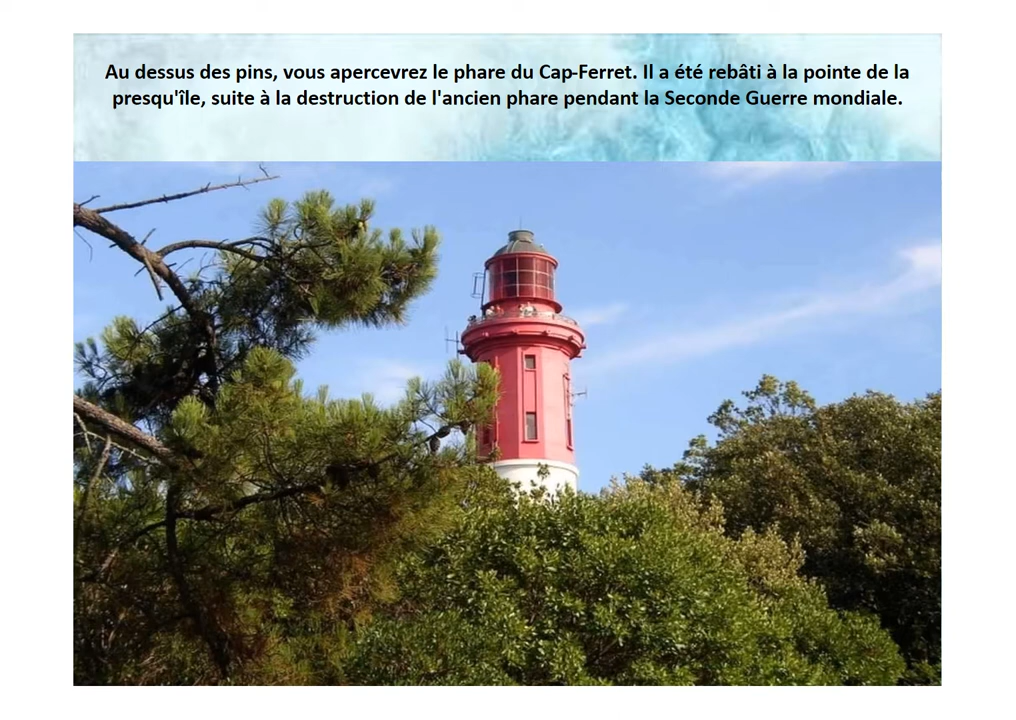 Au dessus des pins, vous apercevrez le phare du Cap-Ferret. Il a été rebâti à la pointe de la
presqu'île, suite à la destruction de l'ancien phare pendant la Seconde Guerre mondiale.